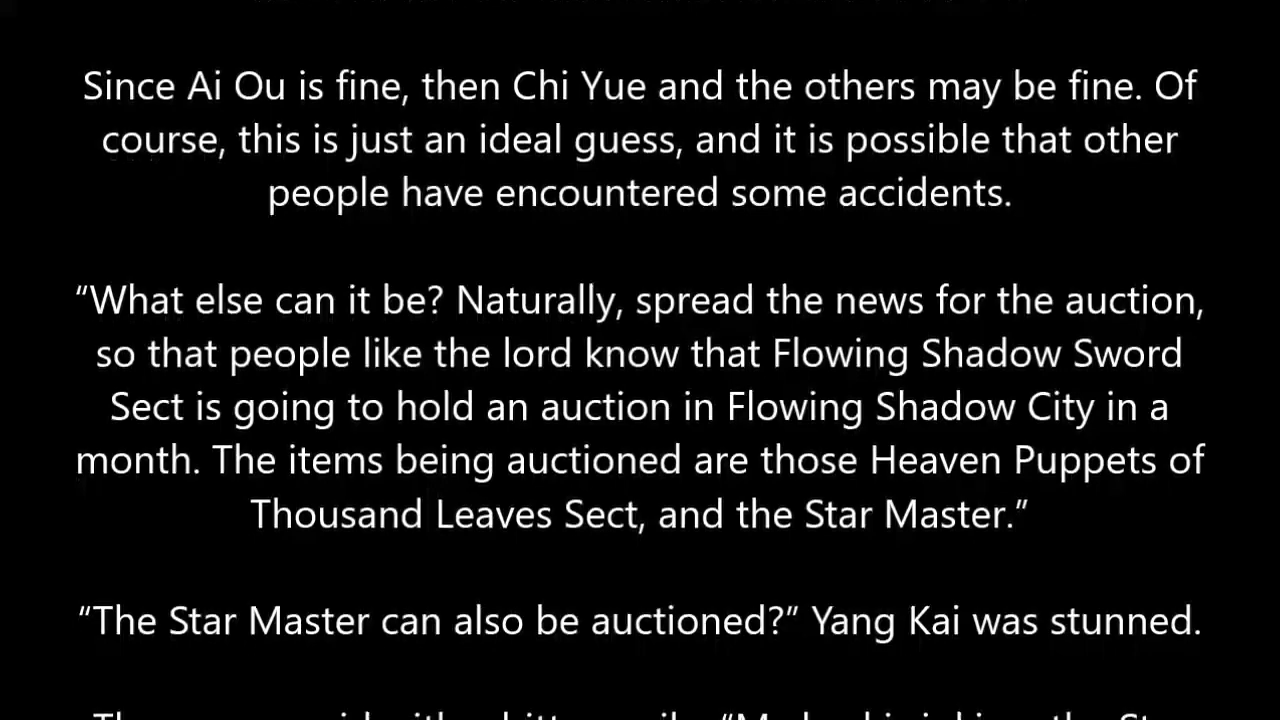 Since Ai Ou is fine, then Chi Yue and the others may be fine. Of
course, this is just an ideal guess, and it is possible that other
people have encountered some accidents.
“What else can it be? Naturally, spread the news for the auction,
so that people like the lord know that Flowing Shadow Sword
Sect is going to hold an auction in Flowing Shadow City in a
month. The items being auctioned are those Heaven Puppets of
Thousand Leaves Sect, and the Star Master.”
“The Star Master can also be auctioned?” Yang Kai was stunned.